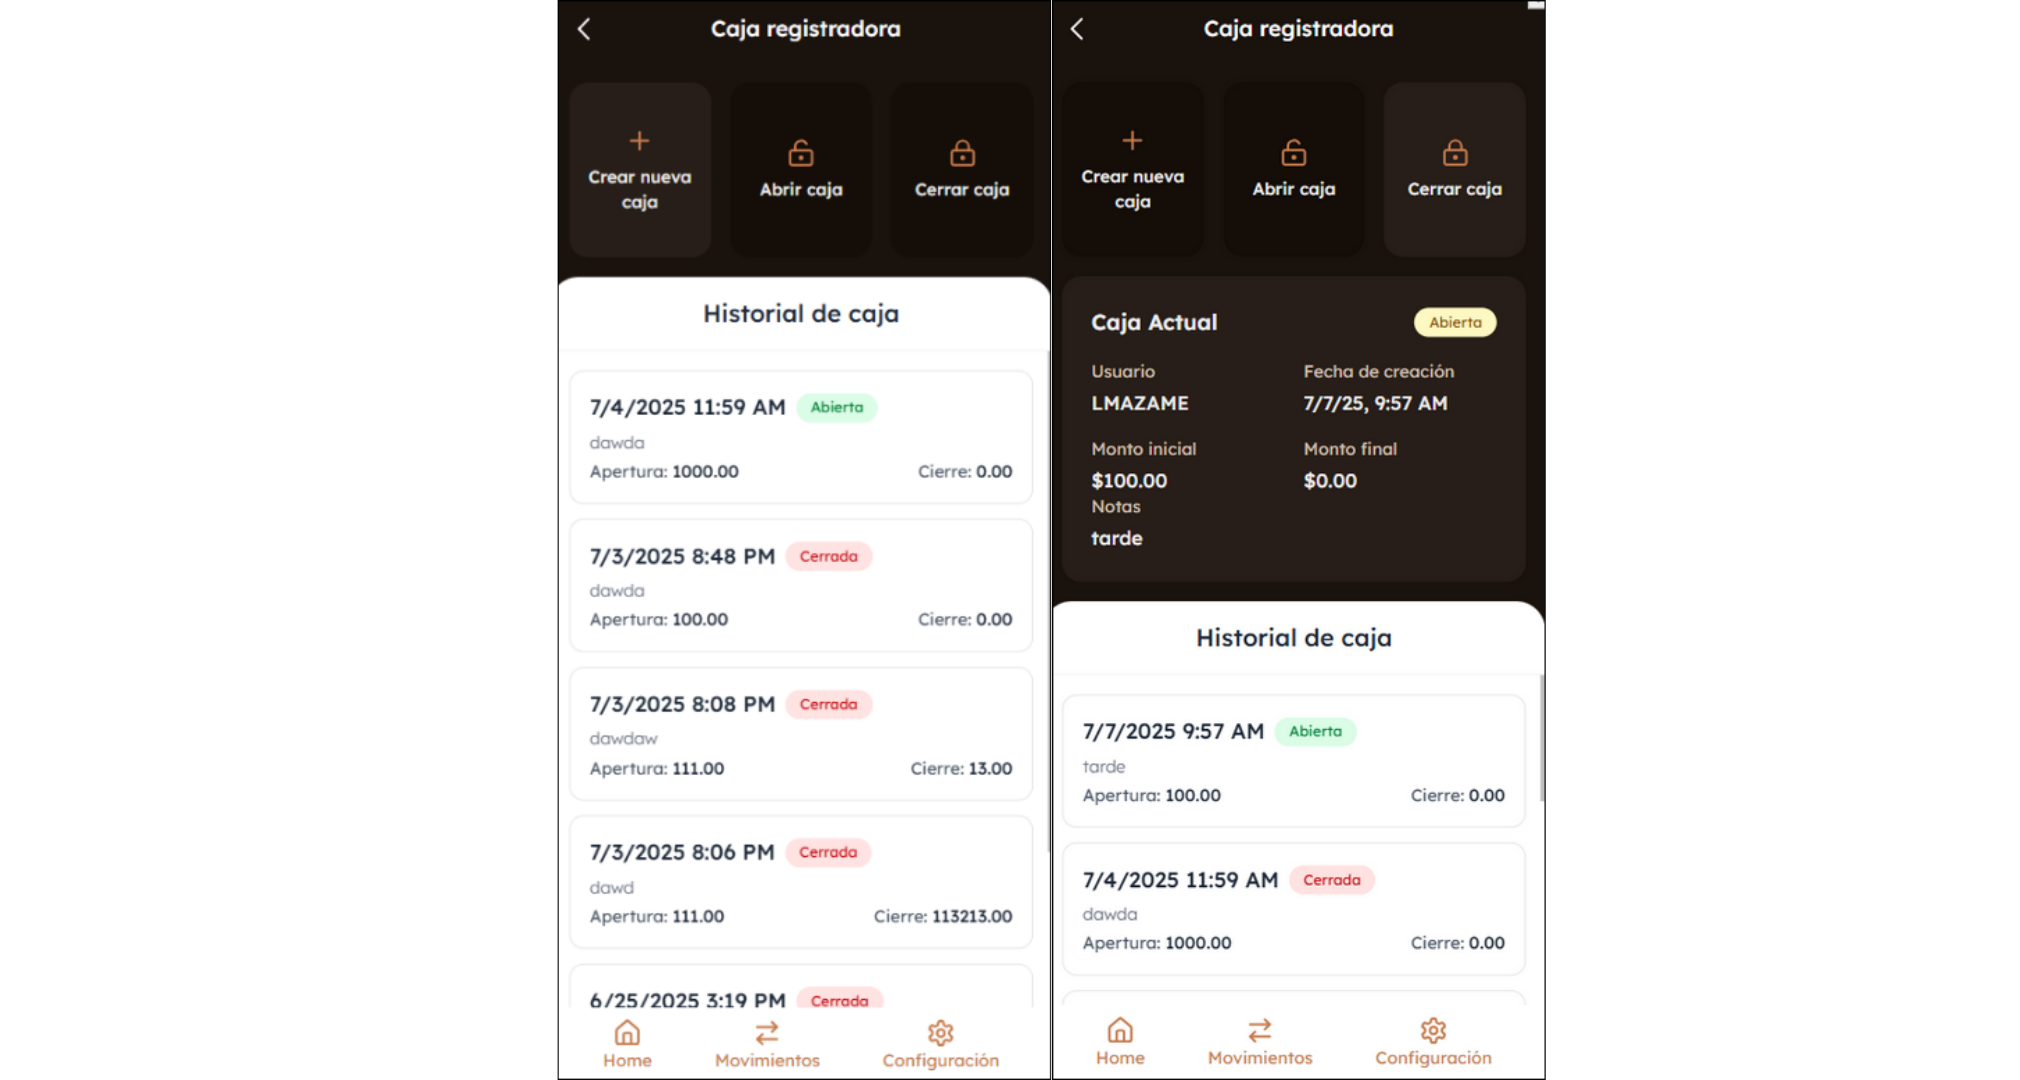 Caja registradora
Crear nueva
caja
Abrir caja
Cerrar caja
Historial de caja
7/4/2025 11:59 AM Abierta
dawda
Apertura: 1000.00 Cierre: 0.00
7/3/2025 8:48 PM Cerrada
dawda
Apertura: 100.00 Cierre: 0.00
7/3/2025 8:08 PM Cerrada
dawdaw
Apertura: 111.00 Cierre: 13.00
7/3/2025 8:06 PM Cerrada
dawd
Apertura: 111.00 Cierre: 113213.00
6/25/2025 3:19 PM Cerrada
Home Movimientos Configuración
Caja registradora
Crear nueva
caja
Abrir caja
Cerrar caja
Caja Actual Abierta
Usuario Fecha de creación
LMAZAME 7/7/25, 9:57 AM
Monto inicial Monto final
$100.00 $0.00
Notas
tarde
Historial de caja
7/7/2025 9:57 AM Abierta
tarde
Apertura: 100.00 Cierre: 0.00
7/4/2025 11:59 AM Cerrada
dawda
Apertura: 1000.00 Cierre: 0.00
Home Movimientos Configuración